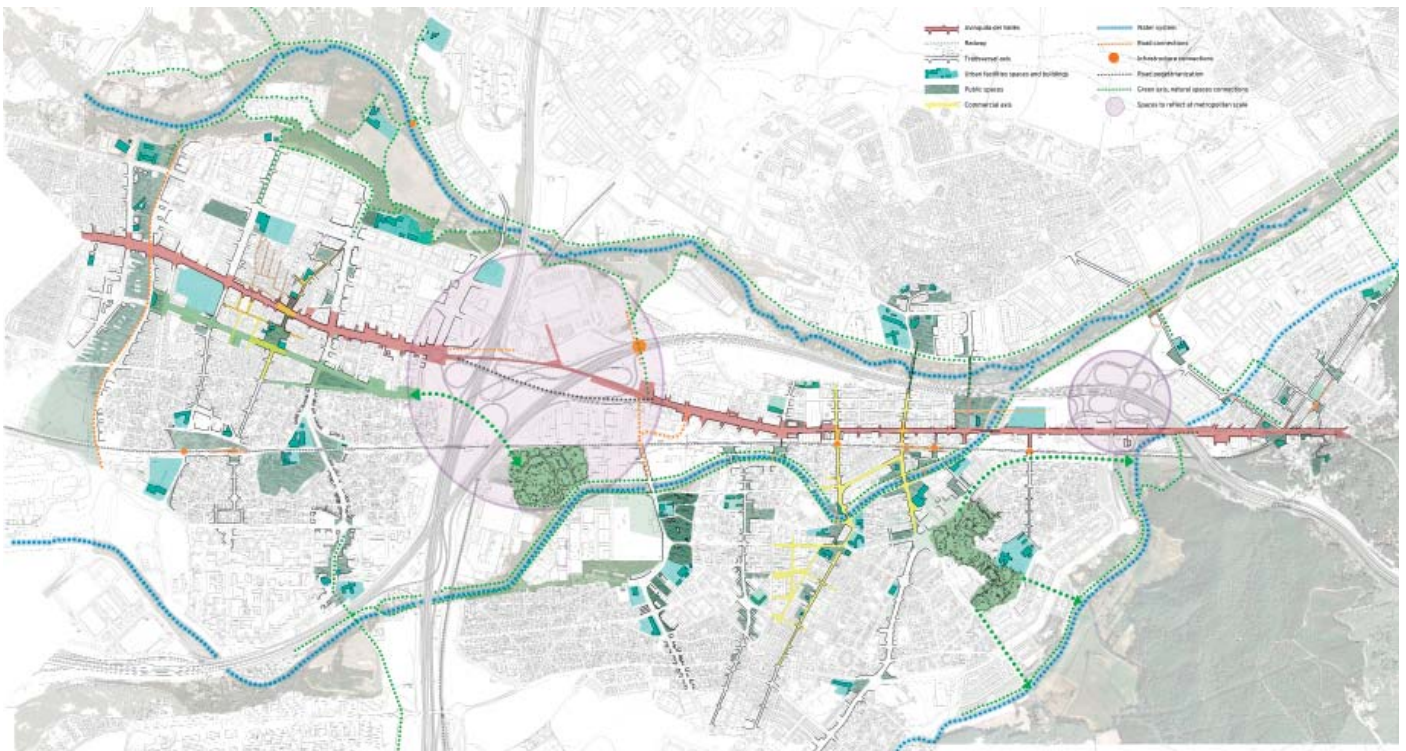 Avinguda del Vallès
Railway
Transversal axis
Urban facilities spaces and buildings
Public spaces
Commercial axis
Water system
Road connections
Infrastructure connections
Road pedestrianization
Green axis, natural spaces connections
Spaces to reflect at metropolitan scale